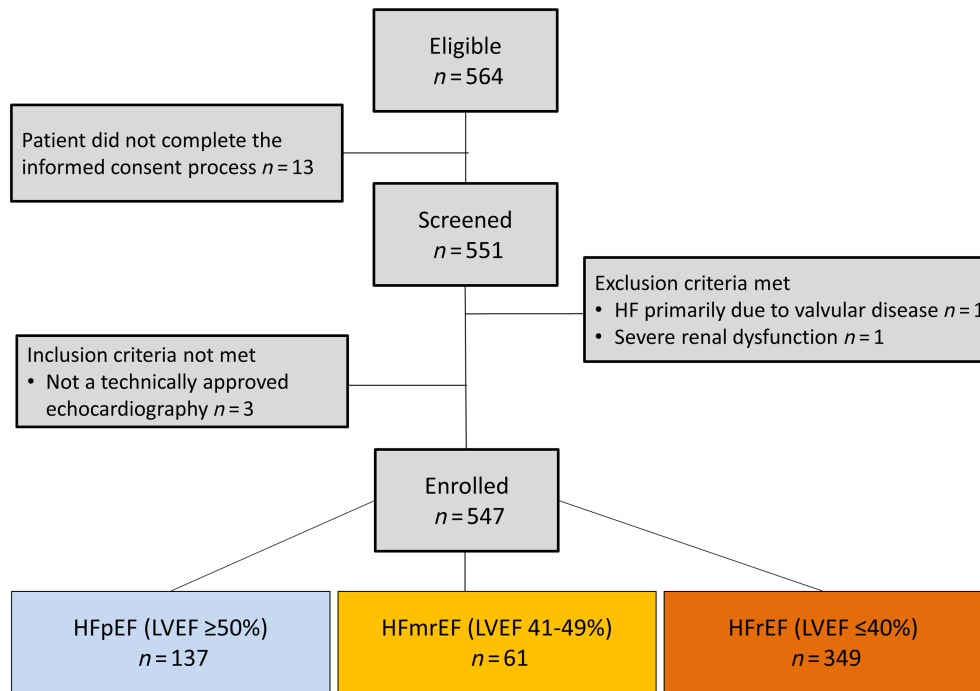 Eligible
n = 564
Patient did not complete the
informed consent process n = 13
Screened
n = 551
Exclusion criteria met
• HF primarily due to valvular disease n = 1
• Severe renal dysfunction n = 1
Inclusion criteria not met
• Not a technically approved
echocardiography n = 3
Enrolled
n = 547
HFpEF (LVEF ≥50%)
n = 137
HFmrEF (LVEF 41-49%)
n = 61
HFrEF (LVEF ≤40%)
n = 349